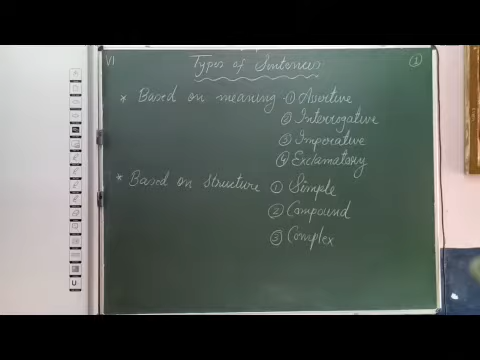 VI Types of Sentences ①
* Based on meaning - ① Assertive
② Interrogative
③ Imperative
④ Exclamatory
* Based on Structure ① Simple
② Compound
③ Complex